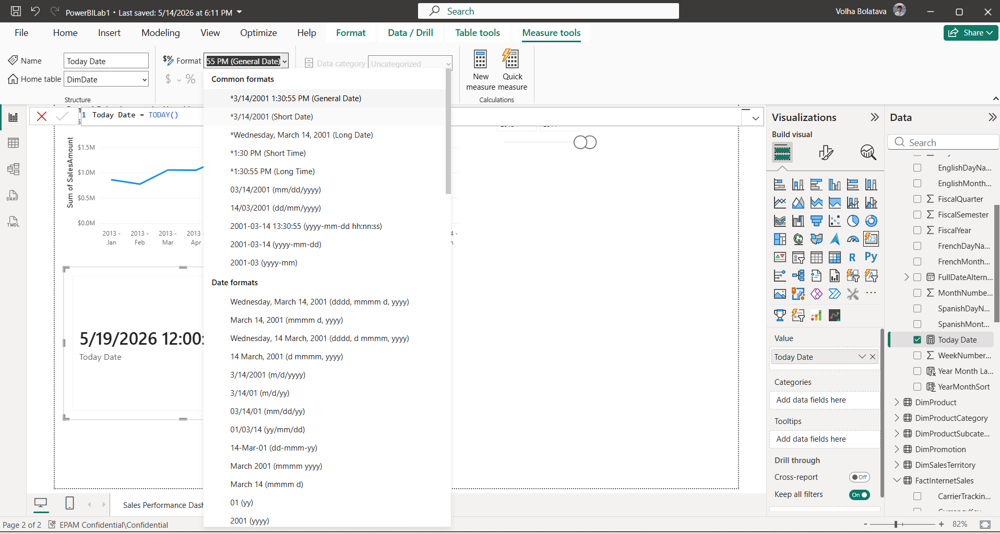 PowerBILab1 • Last saved: 5/14/2026 at 6:11 PM
Search
Volha Bolatava
File
Home
Insert
Modeling
View
Optimize
Help
Format
Data / Drill
Table tools
Measure tools
Share
Name
Today Date
Home table
DimDate
Structure
$% Format
55 PM (General Date)
$ %
Data category
Uncategorized
New measure
Quick measure
Calculations
Common formats
*3/14/2001 1:30:55 PM (General Date)
*3/14/2001 (Short Date)
*Wednesday, March 14, 2001 (Long Date)
*1:30 PM (Short Time)
*1:30:55 PM (Long Time)
03/14/2001 (mm/dd/yyyy)
14/03/2001 (dd/mm/yyyy)
2001-03-14 13:30:55 (yyyy-mm-dd hh:nn:ss)
2001-03-14 (yyyy-mm-dd)
2001-03 (yyyy-mm)
Date formats
Wednesday, March 14, 2001 (dddd, mmmm d, yyyy)
March 14, 2001 (mmmm d, yyyy)
Wednesday, 14 March, 2001 (dddd, d mmmm, yyyy)
14 March, 2001 (d mmmm, yyyy)
3/14/2001 (m/d/yyyy)
3/14/01 (m/d/yy)
03/14/01 (mm/dd/yy)
01/03/14 (yy/mm/dd)
14-Mar-01 (dd-mmm-yy)
March 2001 (mmmm yyyy)
March 14 (mmmm d)
01 (yy)
2001 (yyyy)
1 Today Date = TODAY()
Sum of SalesAmount
$1.5M
$1.0M
$0.5M
$0.0M
2013 - Jan
2013 - Feb
2013 - Mar
2013 - Apr
5/19/2026 12:00:
Today Date
DAX
TMDL
Sales Performance Dash
Page 2 of 2
EPAM Confidential\Confidential
Visualizations
Build visual
123
R
Py
Value
Today Date
Categories
Add data fields here
Tooltips
Add data fields here
Drill through
Cross-report
Off
Keep all filters
On
Data
Search
EnglishDayNa...
EnglishMonth...
FiscalQuarter
FiscalSemester
FiscalYear
FrenchDayNa...
FrenchMonth...
FullDateAltern...
MonthNumbe...
SpanishDayN...
SpanishMont...
Today Date
WeekNumber...
Year Month La...
YearMonthSort
DimProduct
DimProductCategory
DimProductSubcate...
DimPromotion
DimSalesTerritory
FactInternetSales
CarrierTrackin...
- + 82%